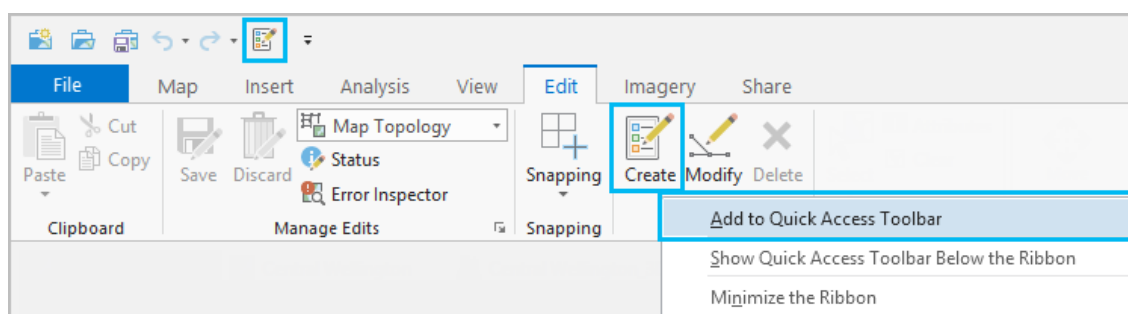 File Map Insert Analysis View Edit Imagery Share
Cut Map Topology
Copy Status
Paste Save Discard Snapping Create Modify Delete
Error Inspector
Clipboard Manage Edits Snapping Add to Quick Access Toolbar
Show Quick Access Toolbar Below the Ribbon
Minimize the Ribbon